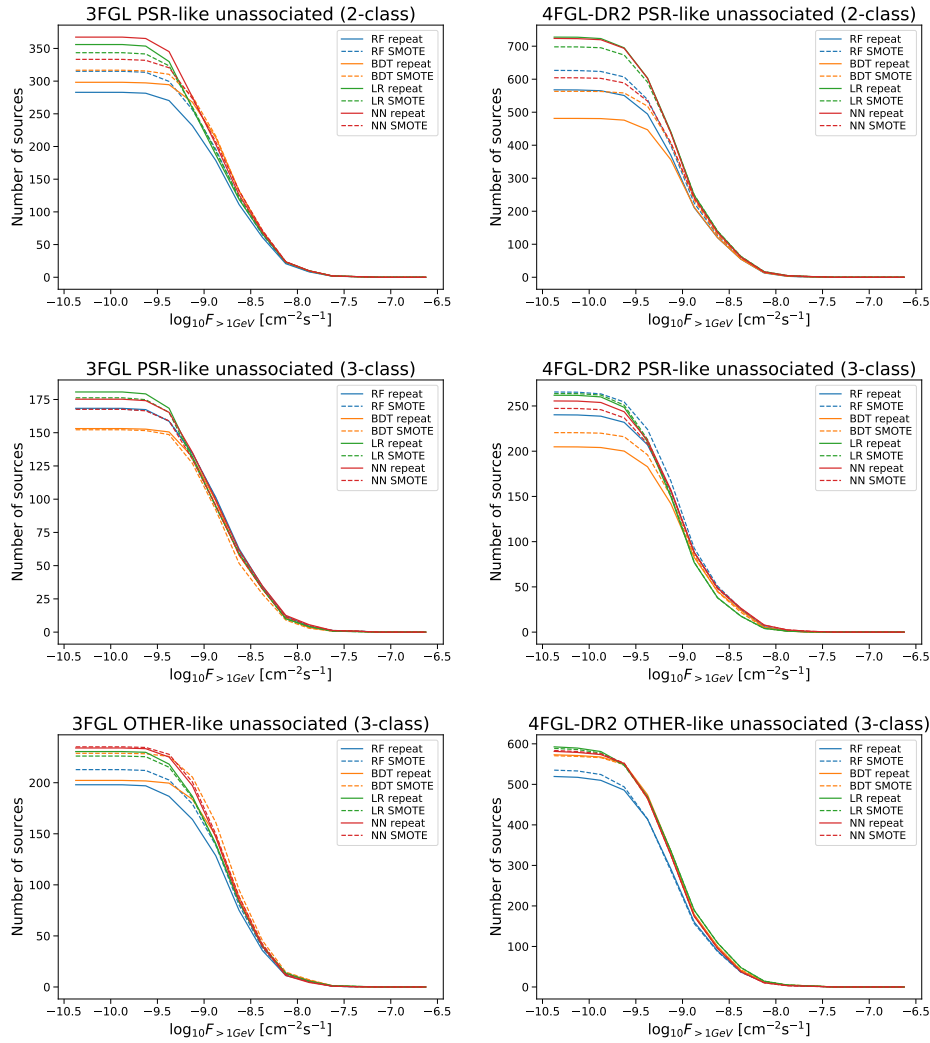 3FGL PSR-like unassociated (2-class)
Number of sources
350
300
250
200
150
100
50
0
RF repeat
RF SMOTE
BDT repeat
BDT SMOTE
LR repeat
LR SMOTE
NN repeat
NN SMOTE
−10.5 −10.0 −9.5 −9.0 −8.5 −8.0 −7.5 −7.0 −6.5
log10F>1GeV [cm−2s−1]
4FGL-DR2 PSR-like unassociated (2-class)
Number of sources
700
600
500
400
300
200
100
0
RF repeat
RF SMOTE
BDT repeat
BDT SMOTE
LR repeat
LR SMOTE
NN repeat
NN SMOTE
−10.5 −10.0 −9.5 −9.0 −8.5 −8.0 −7.5 −7.0 −6.5
log10F>1GeV [cm−2s−1]
3FGL PSR-like unassociated (3-class)
Number of sources
175
150
125
100
75
50
25
0
RF repeat
RF SMOTE
BDT repeat
BDT SMOTE
LR repeat
LR SMOTE
NN repeat
NN SMOTE
−10.5 −10.0 −9.5 −9.0 −8.5 −8.0 −7.5 −7.0 −6.5
log10F>1GeV [cm−2s−1]
4FGL-DR2 PSR-like unassociated (3-class)
Number of sources
250
200
150
100
50
0
RF repeat
RF SMOTE
BDT repeat
BDT SMOTE
LR repeat
LR SMOTE
NN repeat
NN SMOTE
−10.5 −10.0 −9.5 −9.0 −8.5 −8.0 −7.5 −7.0 −6.5
log10F>1GeV [cm−2s−1]
3FGL OTHER-like unassociated (3-class)
Number of sources
200
150
100
50
0
RF repeat
RF SMOTE
BDT repeat
BDT SMOTE
LR repeat
LR SMOTE
NN repeat
NN SMOTE
−10.5 −10.0 −9.5 −9.0 −8.5 −8.0 −7.5 −7.0 −6.5
log10F>1GeV [cm−2s−1]
4FGL-DR2 OTHER-like unassociated (3-class)
Number of sources
600
500
400
300
200
100
0
RF repeat
RF SMOTE
BDT repeat
BDT SMOTE
LR repeat
LR SMOTE
NN repeat
NN SMOTE
−10.5 −10.0 −9.5 −9.0 −8.5 −8.0 −7.5 −7.0 −6.5
log10F>1GeV [cm−2s−1]